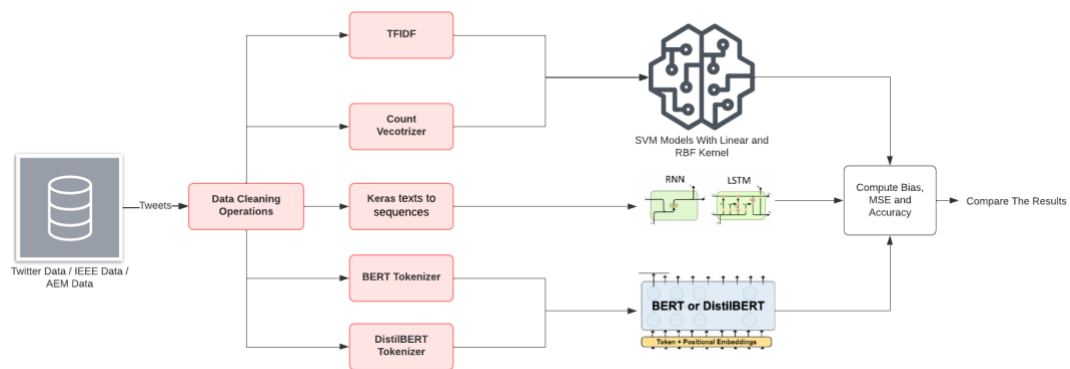 TFIDF
Count
Vecotrizer
SVM Models With Linear and
RBF Kernel
Tweets
Data Cleaning
Operations
Keras texts to
sequences
RNN
LSTM
Compute Bias,
MSE and
Accuracy
Compare The Results
Twitter Data / IEEE Data /
AEM Data
BERT Tokenizer
BERT or DistilBERT
Token + Positional Embeddings
DistilBERT
Tokenizer